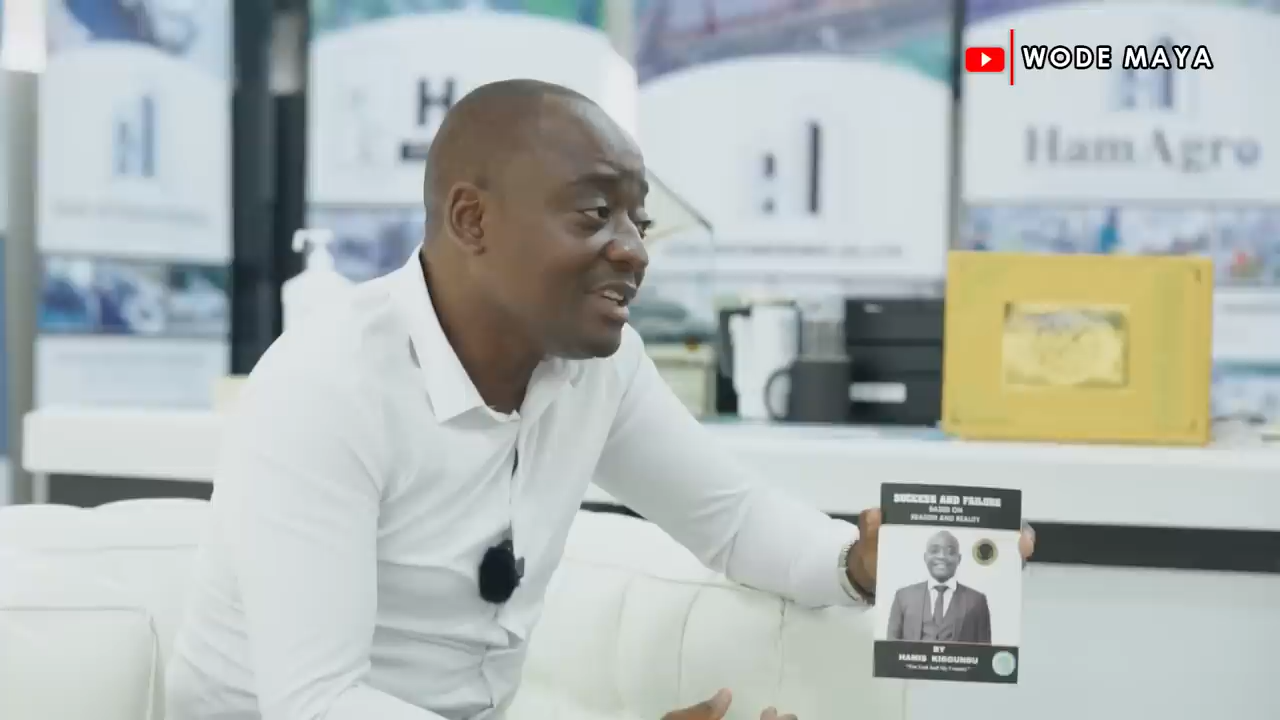 WODE MAYA
H
HamAgro
SUCCESS AND FAILURE
BASED ON
REASON AND REALITY
BY
HAMIS KIGGUNDU